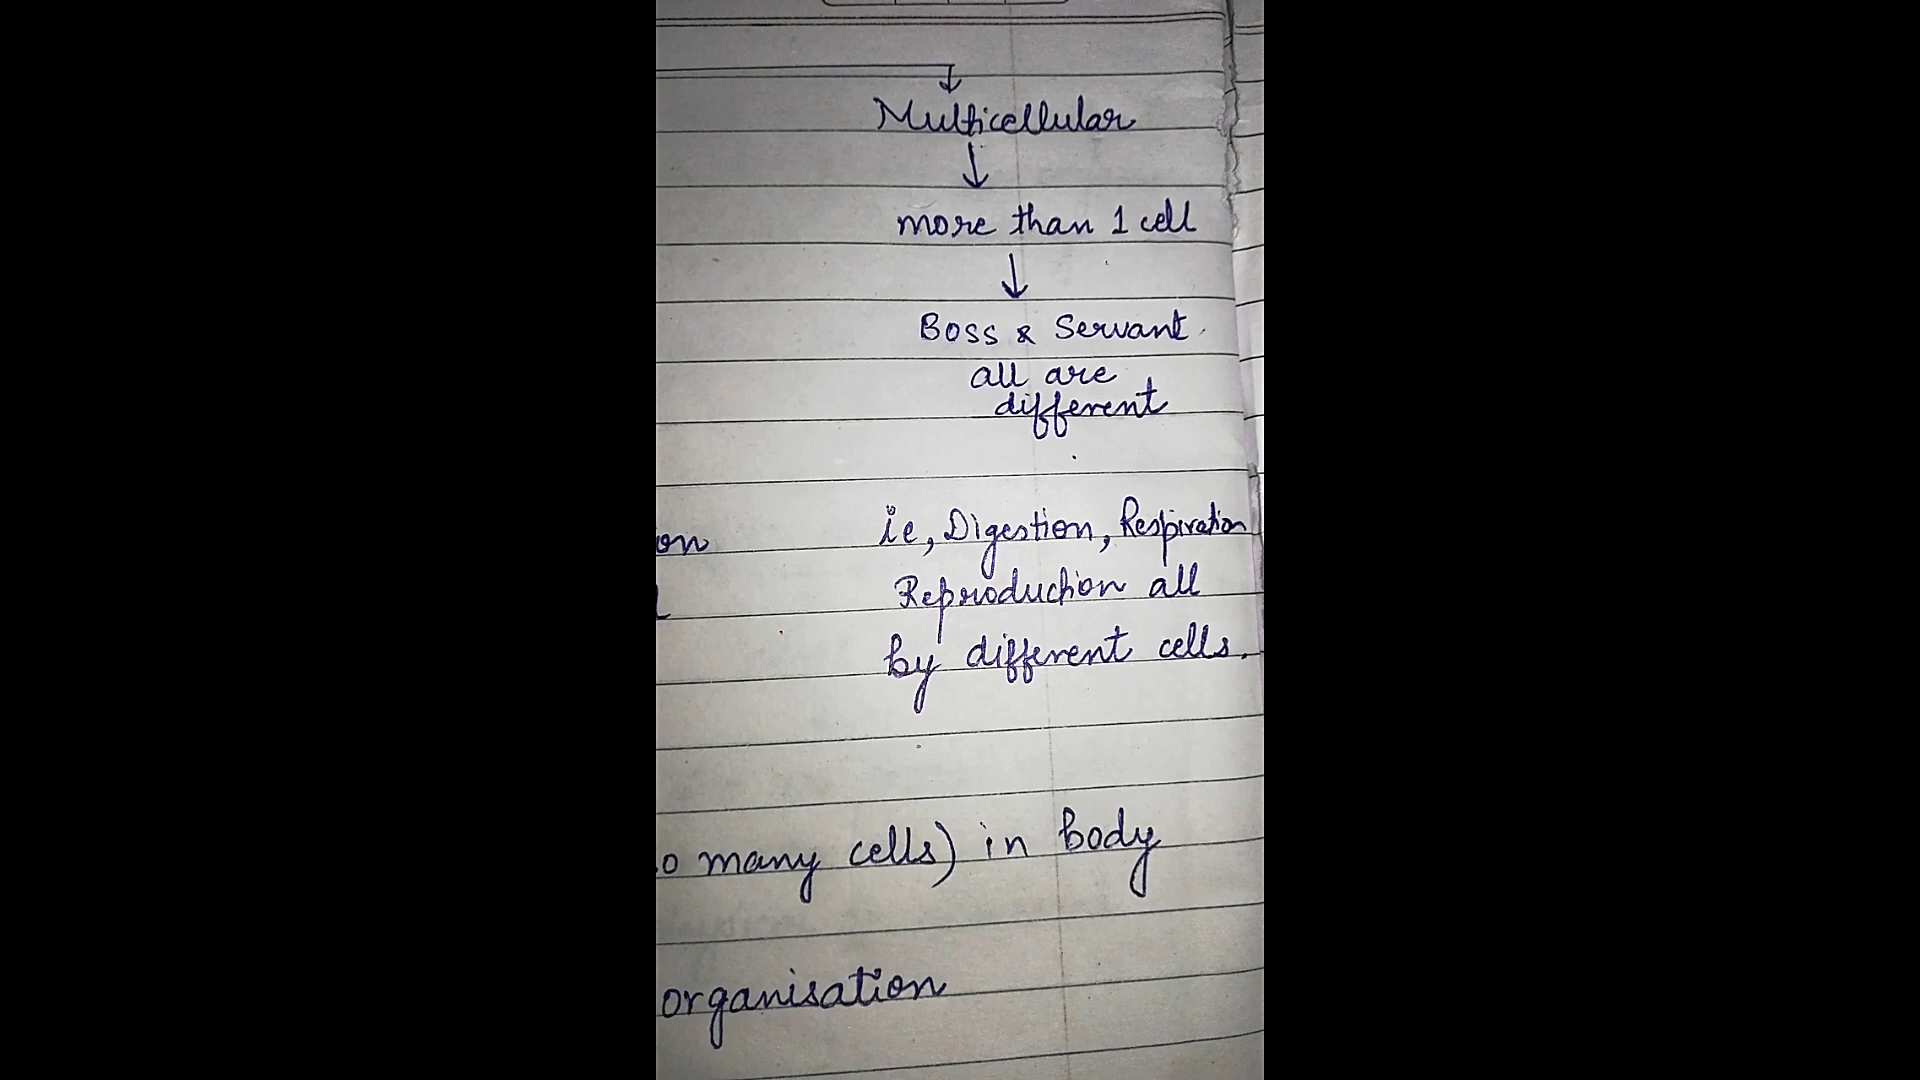 Multicellular
↓
more than 1 cell
↓
Boss & Servant
all are
different
on ie, Digestion, Respiration
Reproduction all
by different cells.
o many cells) in body
organisation